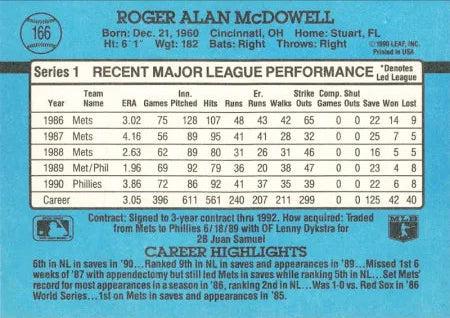 166
ROGER ALAN McDOWELL
Born: Dec. 21, 1960 Cincinnati, OH Home: Stuart, FL
Ht: 6' 1" Wgt: 182 Bats: Right Throws: Right
© 1990 LEAF, INC.
Printed in USA
Series 1 RECENT MAJOR LEAGUE PERFORMANCE *Denotes Led League
Year Team Name ERA Games Inn. Pitched Hits Runs Er. Runs Walks Strike Outs Comp. Games Shut Outs Save Won Lost
1986 Mets 3.02 75 128 107 48 43 42 65 0 0 22 14 9
1987 Mets 4.16 56 89 95 41 41 28 32 0 0 25 7 5
1988 Mets 2.63 62 89 80 31 26 31 46 0 0 16 5 5
1989 Met/Phil 1.96 69 92 79 36 20 38 47 0 0 23 4 8
1990 Phillies 3.86 72 86 92 41 37 35 39 0 0 22 6 8
Career 3.05 396 611 561 240 207 211 299 0 0 125 42 40
Contract: Signed to 3-year contract thru 1992. How acquired: Traded
from Mets to Phillies 6/18/89 with OF Lenny Dykstra for
2B Juan Samuel
MLB
CAREER HIGHLIGHTS
6th in NL in saves in '90... Ranked 9th in NL in saves and appearances in '89... Missed 1st 6
weeks of '87 with appendectomy but still led Mets in saves while ranking 5th in NL... Set Mets'
record for most appearances in a season in '86, ranking 2nd in NL... Was 1-0 vs. Red Sox in '86
World Series... 1st on Mets in saves and appearances in '85.